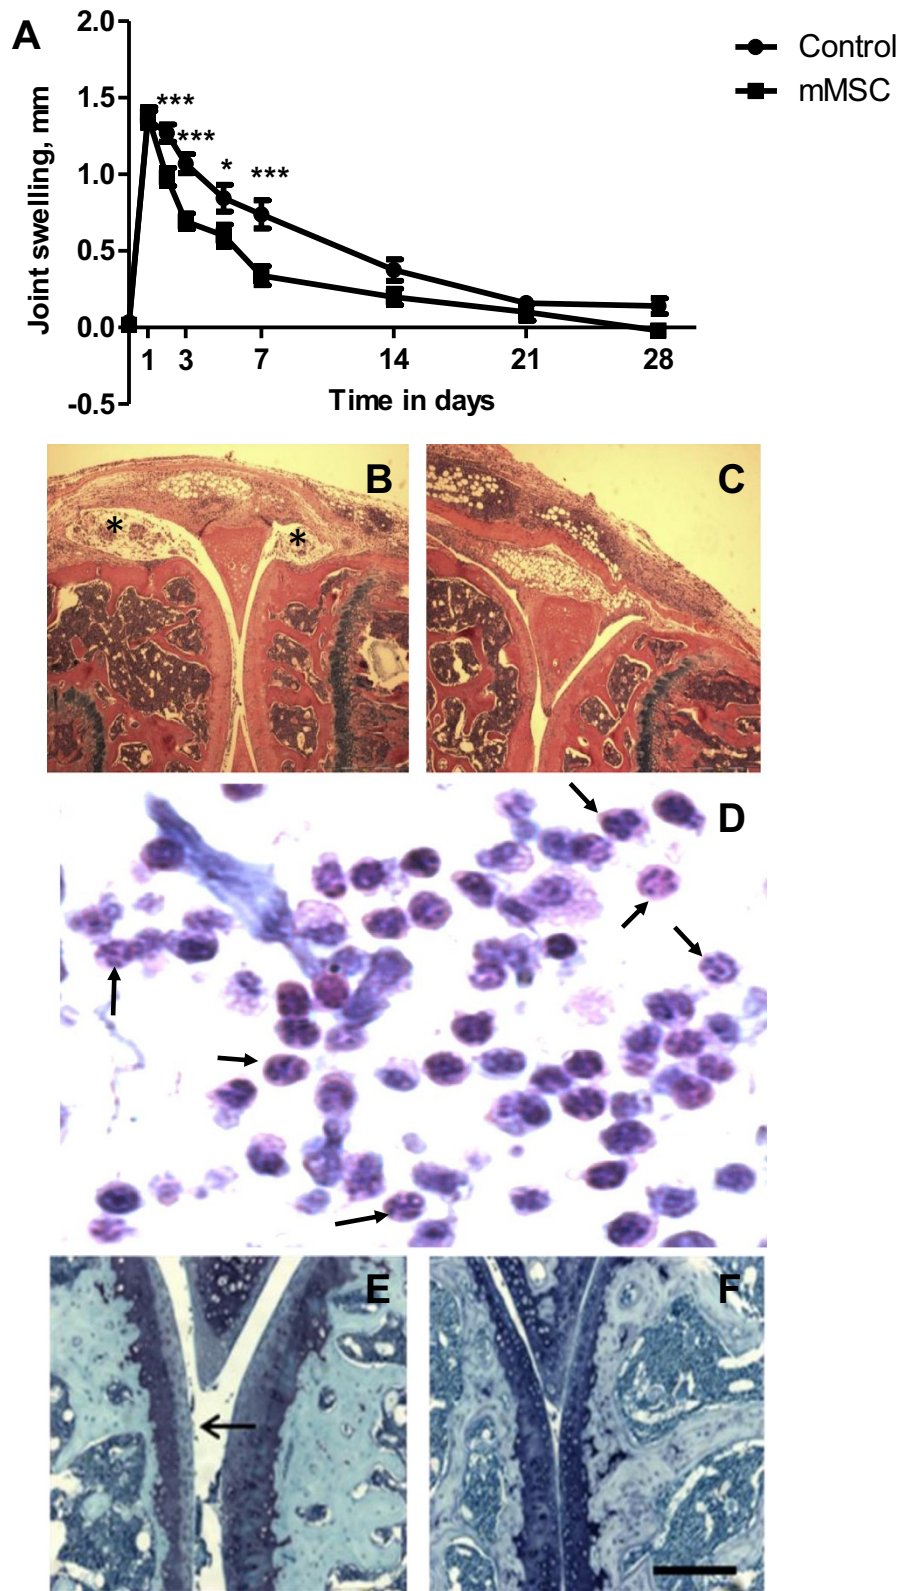 A
Joint swelling, mm
2.0
1.5
1.0
0.5
0.0
-0.5
***
***
*
***
1 3 7 14 21 28
Time in days
Control
mMSC
B
*
*
C
D
E
F